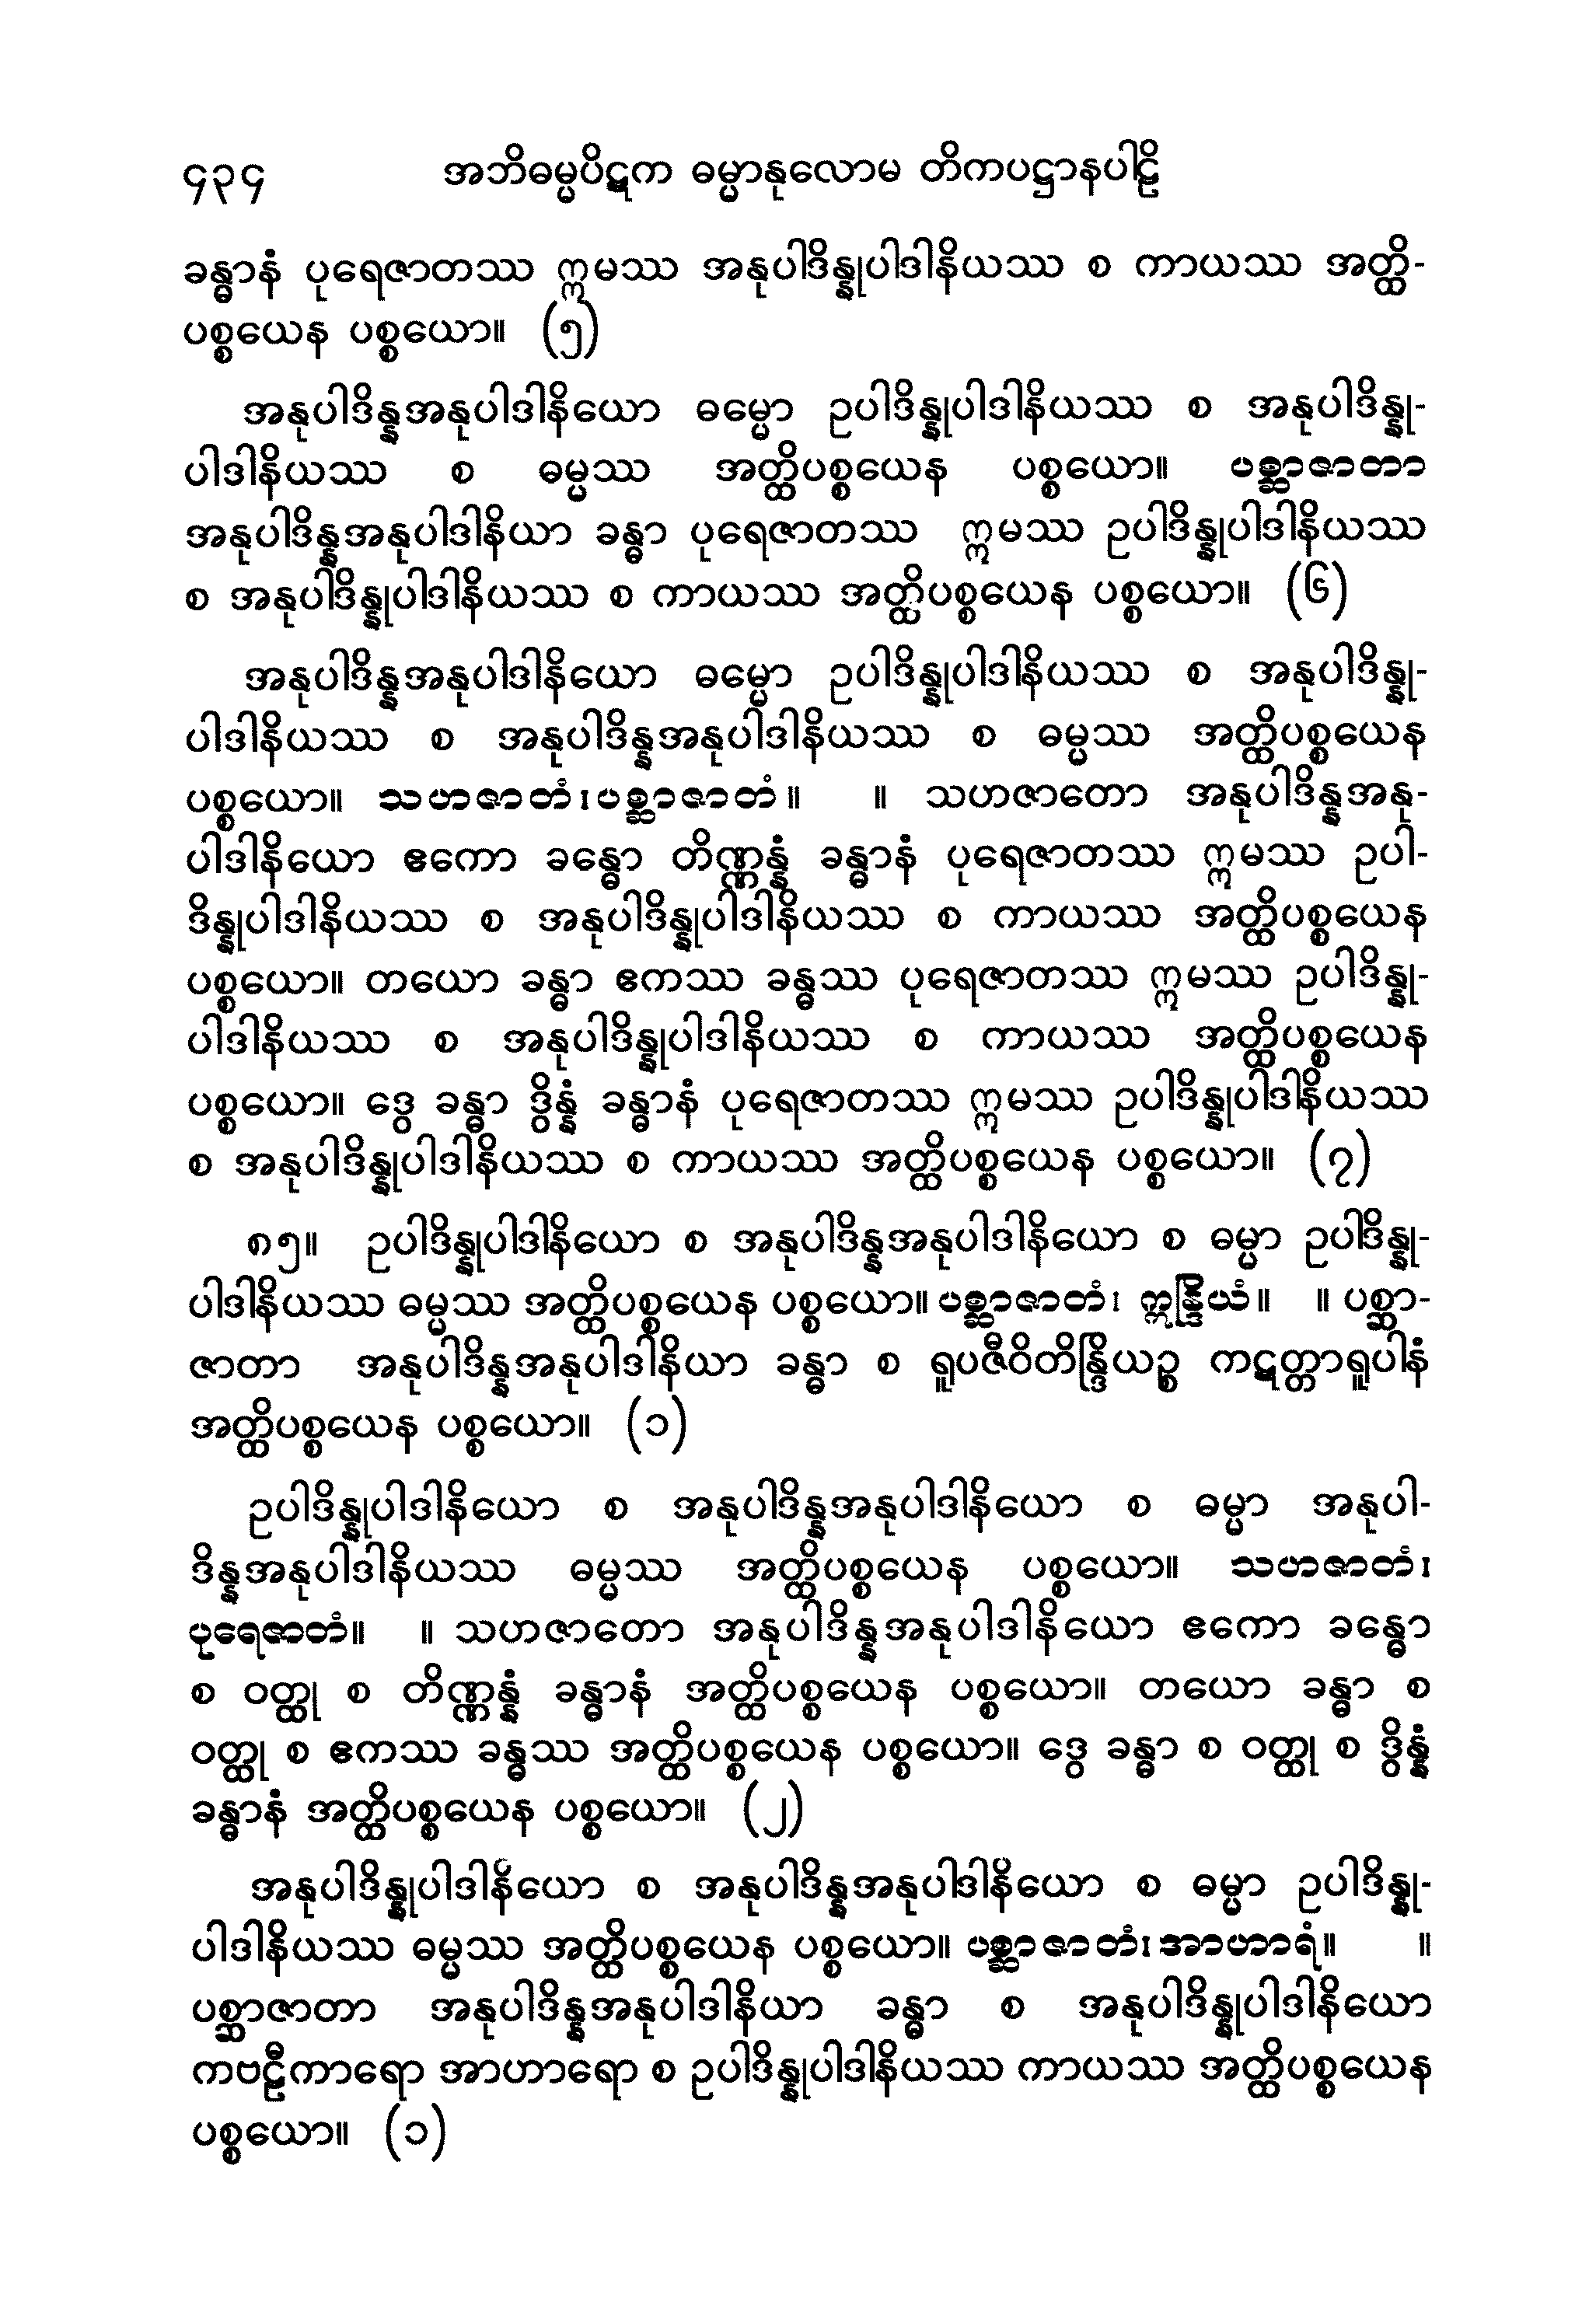 ၄၃၄ အဘိဓမ္မပိဋက ဓမ္မာနုလောမ တိကပဋ္ဌာနပါဠိ
ခန္ဓာနံ ပုရေဇာတဿ ဣမဿ အနုပါဒိန္နုပါဒါနိယဿ စ ကာယဿ အတ္ထိ-
ပစ္စယေန ပစ္စယော။ (၅)
အနုပါဒိန္နအနုပါဒါနိယော ဓမ္မော ဥပါဒိန္နုပါဒါနိယဿ စ အနုပါဒိန္နု-
ပါဒါနိယဿ စ ဓမ္မဿ အတ္ထိပစ္စယေန ပစ္စယော။ ပစ္ဆာဇာတာ
အနုပါဒိန္နအနုပါဒါနိယာ ခန္ဓာ ပုရေဇာတဿ ဣမဿ ဥပါဒိန္နုပါဒါနိယဿ
စ အနုပါဒိန္နုပါဒါနိယဿ စ ကာယဿ အတ္ထိပစ္စယေန ပစ္စယော။ (၆)
အနုပါဒိန္နအနုပါဒါနိယော ဓမ္မော ဥပါဒိန္နုပါဒါနိယဿ စ အနုပါဒိန္နု-
ပါဒါနိယဿ စ အနုပါဒိန္နအနုပါဒါနိယဿ စ ဓမ္မဿ အတ္ထိပစ္စယေန
ပစ္စယော။ သဟဇာတံ၊ပစ္ဆာဇာတံ။ ။ သဟဇာတော အနုပါဒိန္နအနု-
ပါဒါနိယော ဧကော ခန္ဓော တိဏ္ဏန္နံ ခန္ဓာနံ ပုရေဇာတဿ ဣမဿ ဥပါ-
ဒိန္နုပါဒါနိယဿ စ အနုပါဒိန္နုပါဒါနိယဿ စ ကာယဿ အတ္ထိပစ္စယေန
ပစ္စယော။ တယော ခန္ဓာ ဧကဿ ခန္ဓဿ ပုရေဇာတဿ ဣမဿ ဥပါဒိန္နု-
ပါဒါနိယဿ စ အနုပါဒိန္နုပါဒါနိယဿ စ ကာယဿ အတ္ထိပစ္စယေန
ပစ္စယော။ ဒွေ ခန္ဓာ ဒွိန္နံ ခန္ဓာနံ ပုရေဇာတဿ ဣမဿ ဥပါဒိန္နုပါဒါနိယဿ
စ အနုပါဒိန္နုပါဒါနိယဿ စ ကာယဿ အတ္ထိပစ္စယေန ပစ္စယော။ (၇)
၈၅။ ဥပါဒိန္နုပါဒါနိယော စ အနုပါဒိန္နအနုပါဒါနိယော စ ဓမ္မာ ဥပါဒိန္နု-
ပါဒါနိယဿ ဓမ္မဿ အတ္ထိပစ္စယေန ပစ္စယော။ ပစ္ဆာဇာတံ၊ ဣန္ဒြိယံ။ ။ ပစ္ဆာ-
ဇာတာ အနုပါဒိန္နအနုပါဒါနိယာ ခန္ဓာ စ ရူပဇီဝိတိန္ဒြိယဉ္စ ကဋတ္တာရူပါနံ
အတ္ထိပစ္စယေန ပစ္စယော။ (၁)
ဥပါဒိန္နုပါဒါနိယော စ အနုပါဒိန္နအနုပါဒါနိယော စ ဓမ္မာ အနုပါ-
ဒိန္နအနုပါဒါနိယဿ ဓမ္မဿ အတ္ထိပစ္စယေန ပစ္စယော။ သဟဇာတံ၊
ပုရေဇာတံ။ ။ သဟဇာတော အနုပါဒိန္နအနုပါဒါနိယော ဧကော ခန္ဓော
စ ဝတ္ထု စ တိဏ္ဏန္နံ ခန္ဓာနံ အတ္ထိပစ္စယေန ပစ္စယော။ တယော ခန္ဓာ စ
ဝတ္ထု စ ဧကဿ ခန္ဓဿ အတ္ထိပစ္စယေန ပစ္စယော။ ဒွေ ခန္ဓာ စ ဝတ္ထု စ ဒွိန္နံ
ခန္ဓာနံ အတ္ထိပစ္စယေန ပစ္စယော။ (၂)
အနုပါဒိန္နုပါဒါနိယော စ အနုပါဒိန္နအနုပါဒါနိယော စ ဓမ္မာ ဥပါဒိန္နု-
ပါဒါနိယဿ ဓမ္မဿ အတ္ထိပစ္စယေန ပစ္စယော။ ပစ္ဆာဇာတံ၊အာဟာရံ။ ။
ပစ္ဆာဇာတာ အနုပါဒိန္နအနုပါဒါနိယာ ခန္ဓာ စ အနုပါဒိန္နုပါဒါနိယော
ကဗဠီကာရော အာဟာရော စ ဥပါဒိန္နုပါဒါနိယဿ ကာယဿ အတ္ထိပစ္စယေန
ပစ္စယော။ (၁)